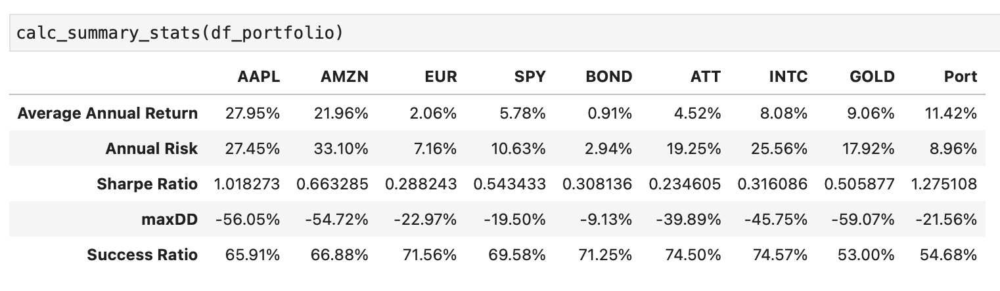 calc_summary_stats(df_portfolio)
AAPL AMZN EUR SPY BOND ATT INTC GOLD Port
Average Annual Return 27.95% 21.96% 2.06% 5.78% 0.91% 4.52% 8.08% 9.06% 11.42%
Annual Risk 27.45% 33.10% 7.16% 10.63% 2.94% 19.25% 25.56% 17.92% 8.96%
Sharpe Ratio 1.018273 0.663285 0.288243 0.543433 0.308136 0.234605 0.316086 0.505877 1.275108
maxDD -56.05% -54.72% -22.97% -19.50% -9.13% -39.89% -45.75% -59.07% -21.56%
Success Ratio 65.91% 66.88% 71.56% 69.58% 71.25% 74.50% 74.57% 53.00% 54.68%